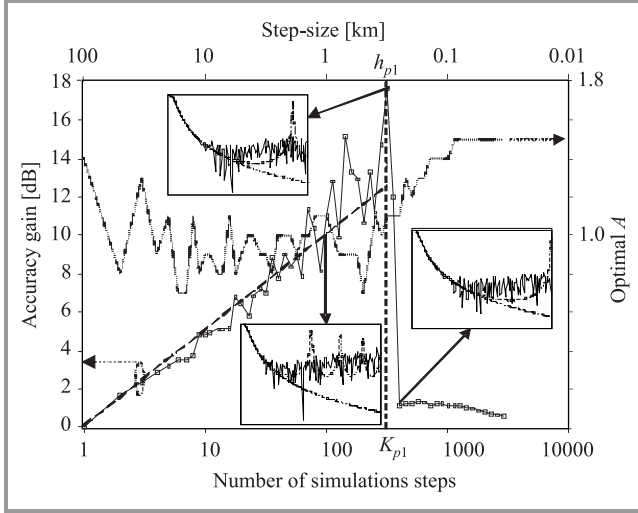 Step-size [km]
100 10 1 h_{p1} 0.1 0.01
18 1.8
16
14
12
10 1.0
8
6
4
2
0
Accuracy gain [dB]
Optimal A
1 10 100 K_{p1} 1000 10000
Number of simulations steps